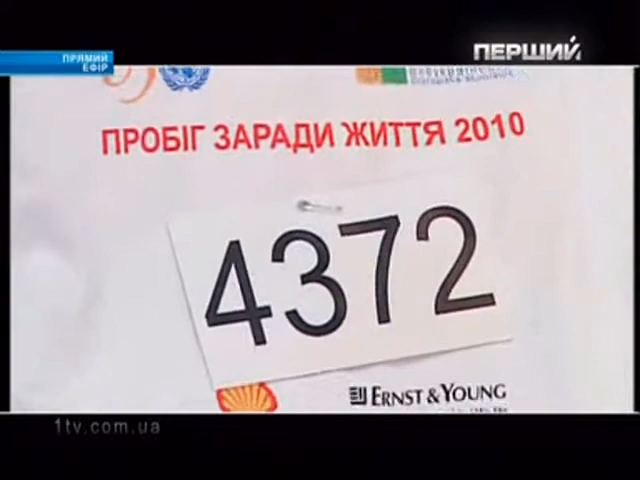 ПРЯМИЙ
ЕФІР
ПЕРШИЙ
ПРОБІГ ЗАРАДИ ЖИТТЯ 2010
4372
ERNST & YOUNG
1tv.com.ua